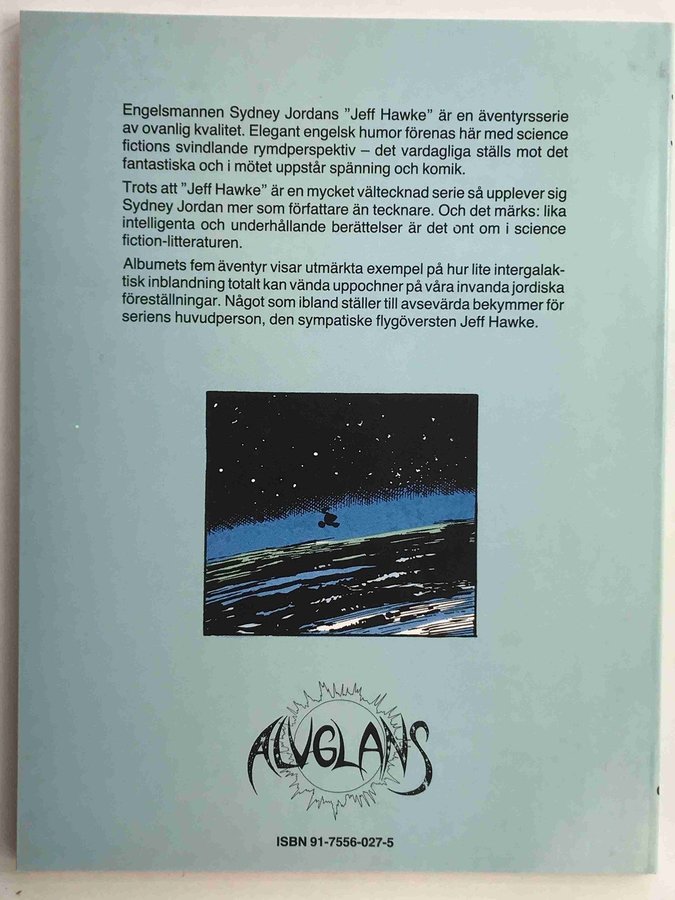 Engelsmannen Sydney Jordans ”Jeff Hawke” är en äventyrsserie
av ovanlig kvalitet. Elegant engelsk humor förenas här med science
fictions svindlande rymdperspektiv – det vardagliga ställs mot det
fantastiska och i mötet uppstår spänning och komik.
Trots att ”Jeff Hawke” är en mycket vältecknad serie så upplever sig
Sydney Jordan mer som författare än tecknare. Och det märks: lika
intelligenta och underhållande berättelser är det ont om i science
fiction-litteraturen.
Albumets fem äventyr visar utmärkta exempel på hur lite intergalak-
tisk inblandning totalt kan vända uppochner på våra invanda jordiska
föreställningar. Något som ibland ställer till avsevärda bekymmer för
seriens huvudperson, den sympatiske flygöversten Jeff Hawke.
ALVGLANS
ISBN 91-7556-027-5